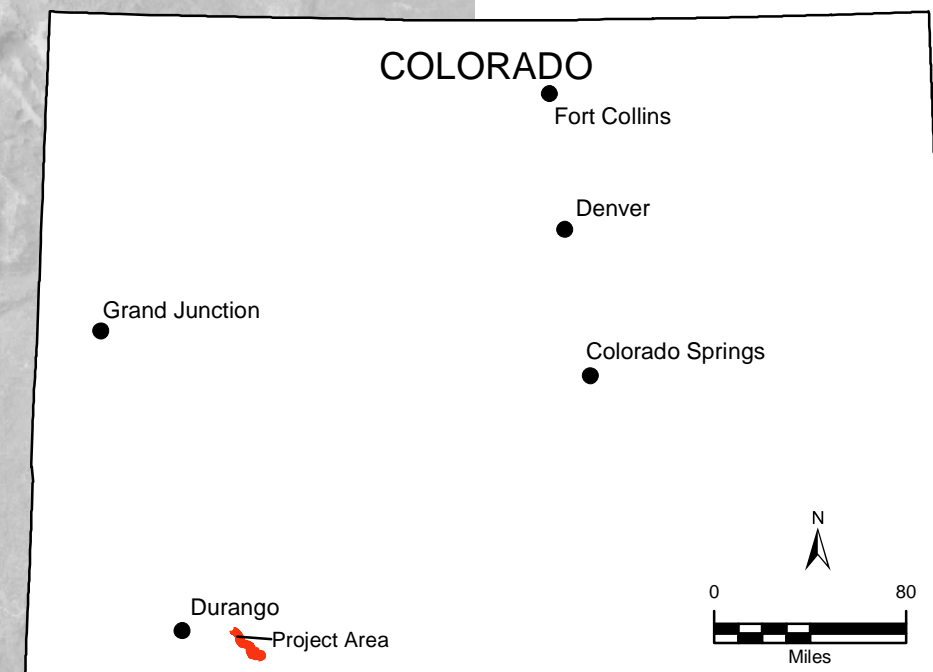 COLORADO
Fort Collins
Denver
Grand Junction
Colorado Springs
N
0 80
Durango
Project Area
Miles